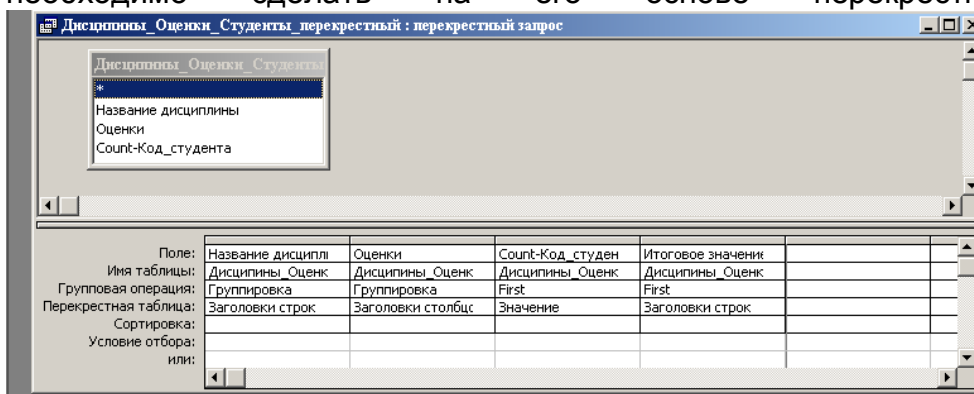 необходимо сделать на его основе перекрестн
Дисциплины_Оценки_Студенты_перекрестный : перекрестный запрос
Дисциплины_Оценки_Студенты
*
Название дисциплины
Оценки
Count-Код_студента
Поле: Название дисципл Оценки Count-Код_студен Итоговое значени
Имя таблицы: Дисципины_Оценк Дисципины_Оценк Дисципины_Оценк Дисципины_Оценк
Групповая операция: Группировка Группировка First First
Перекрестная таблица: Заголовки строк Заголовки столбцо Значение Заголовки строк
Сортировка:
Условие отбора:
или: